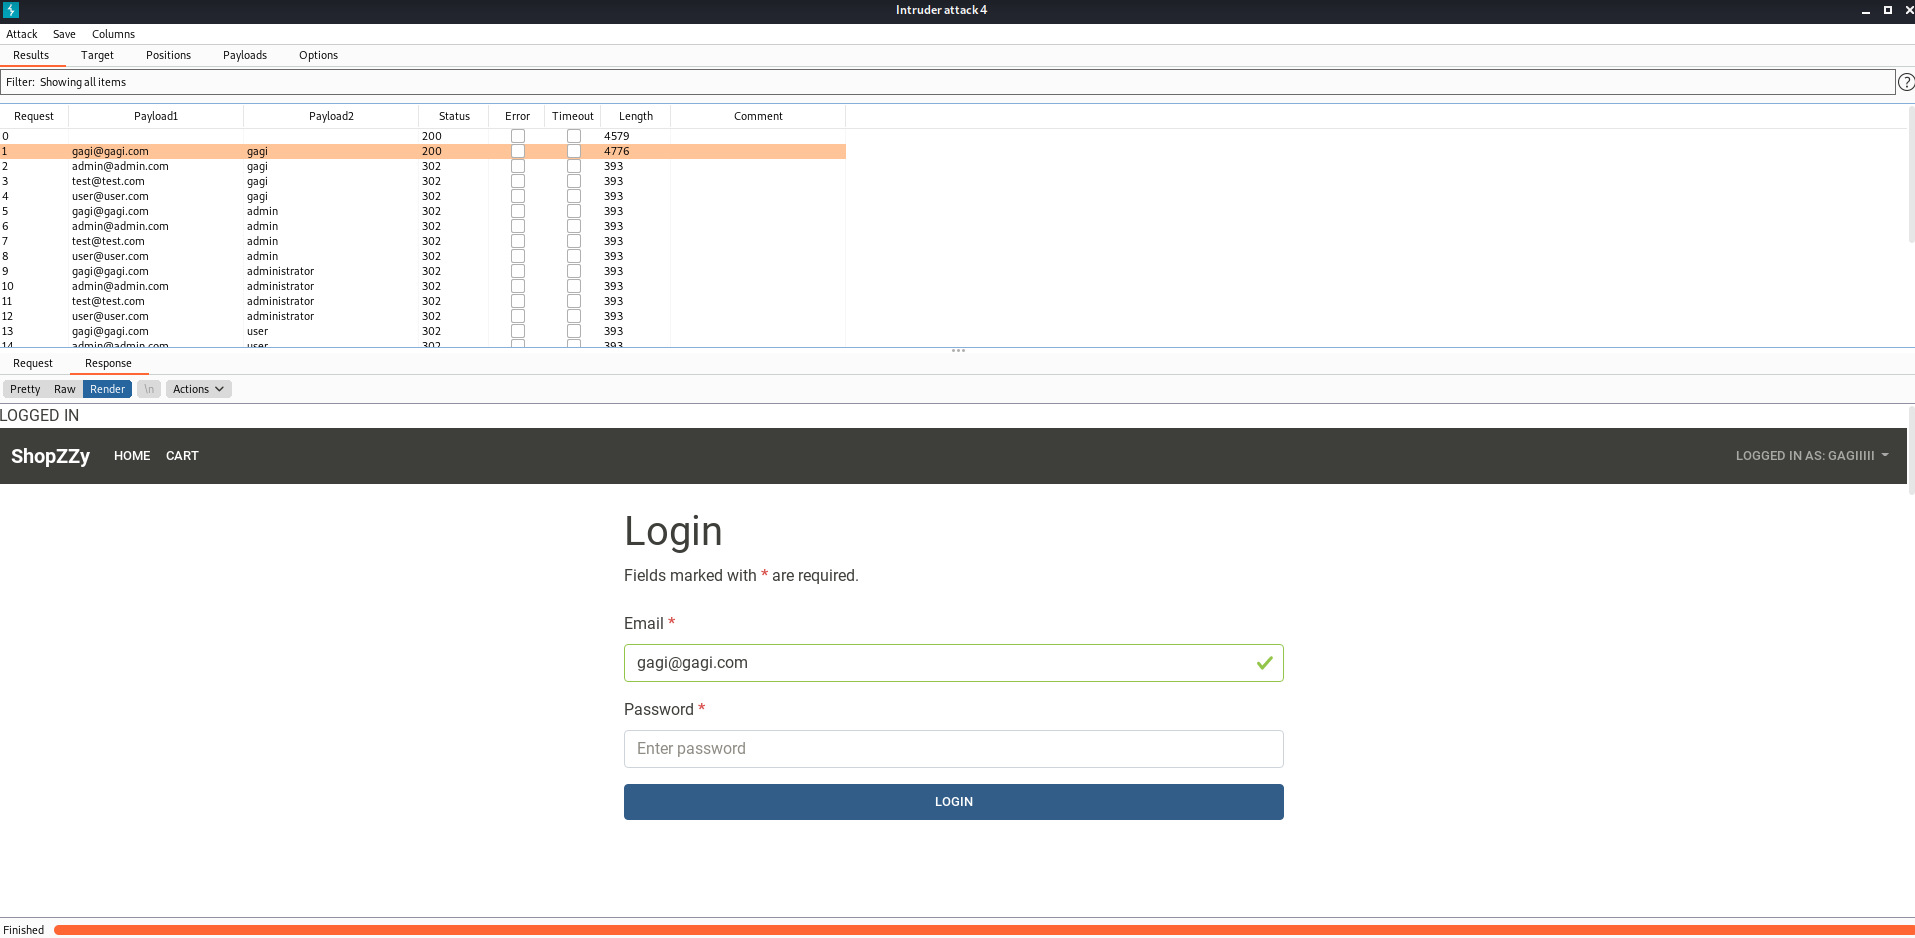 Intruder attack 4
Attack Save Columns
Results Target Positions Payloads Options
Filter: Showing all items ?
Request Payload1 Payload2 Status Error Timeout Length Comment
0 200 4579
1 gagi@gagi.com gagi 200 4776
2 admin@admin.com gagi 302 393
3 test@test.com gagi 302 393
4 user@user.com gagi 302 393
5 gagi@gagi.com admin 302 393
6 admin@admin.com admin 302 393
7 test@test.com admin 302 393
8 user@user.com admin 302 393
9 gagi@gagi.com administrator 302 393
10 admin@admin.com administrator 302 393
11 test@test.com administrator 302 393
12 user@user.com administrator 302 393
13 gagi@gagi.com user 302 393
14 admin@admin.com user 302 393
Request Response
Pretty Raw Render \n Actions
LOGGED IN
ShopZZy HOME CART LOGGED IN AS: GAGIIIII
Login
Fields marked with * are required.
Email *
gagi@gagi.com
Password *
Enter password
LOGIN
Finished